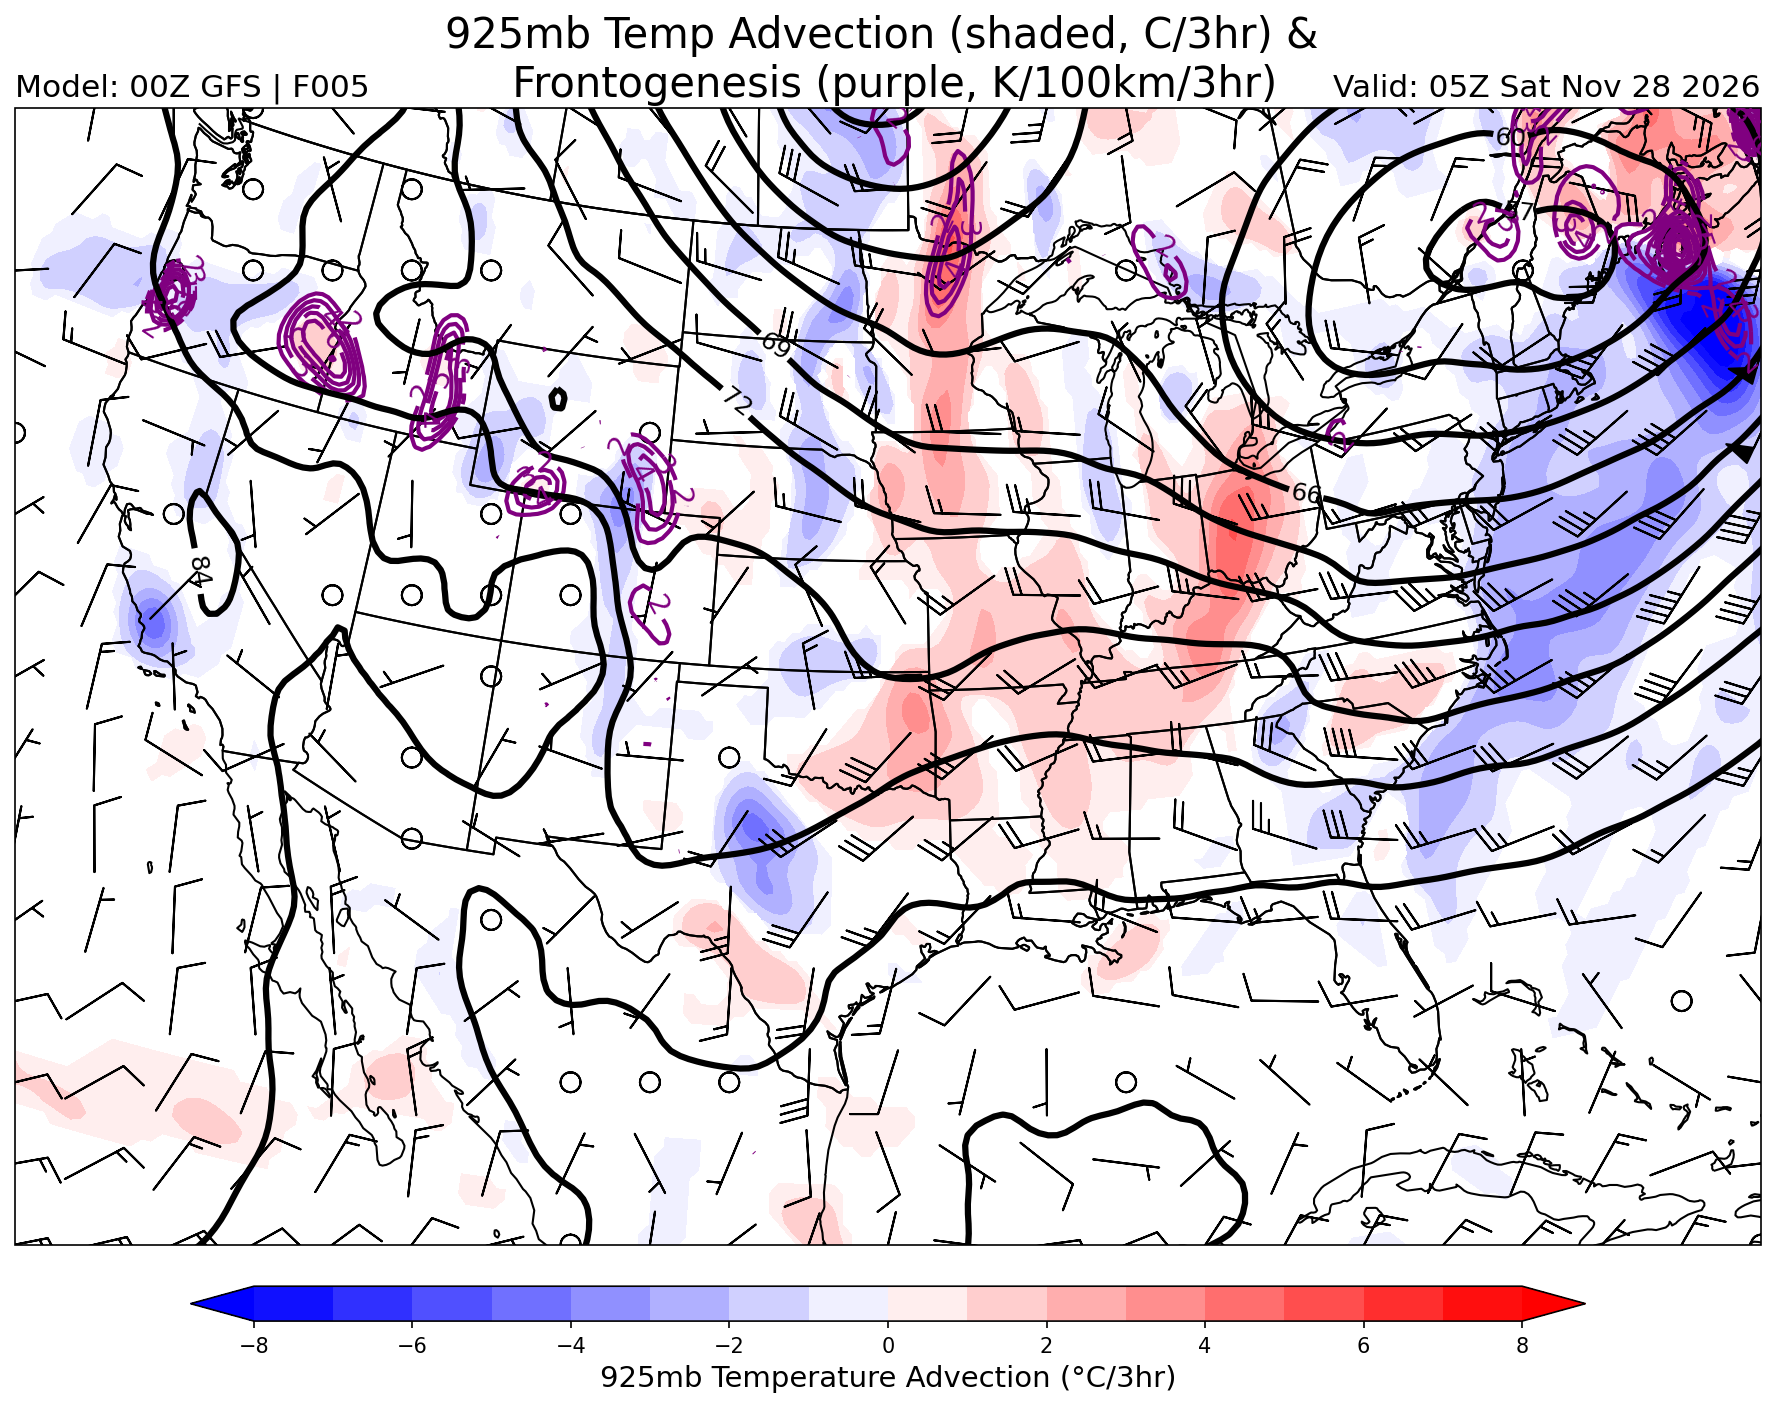 925mb Temp Advection (shaded, C/3hr) &
Frontogenesis (purple, K/100km/3hr)
Model: 00Z GFS | F005
Valid: 05Z Sat Nov 28 2026
60
69
72
66
84
−8 −6 −4 −2 0 2 4 6 8
925mb Temperature Advection (°C/3hr)